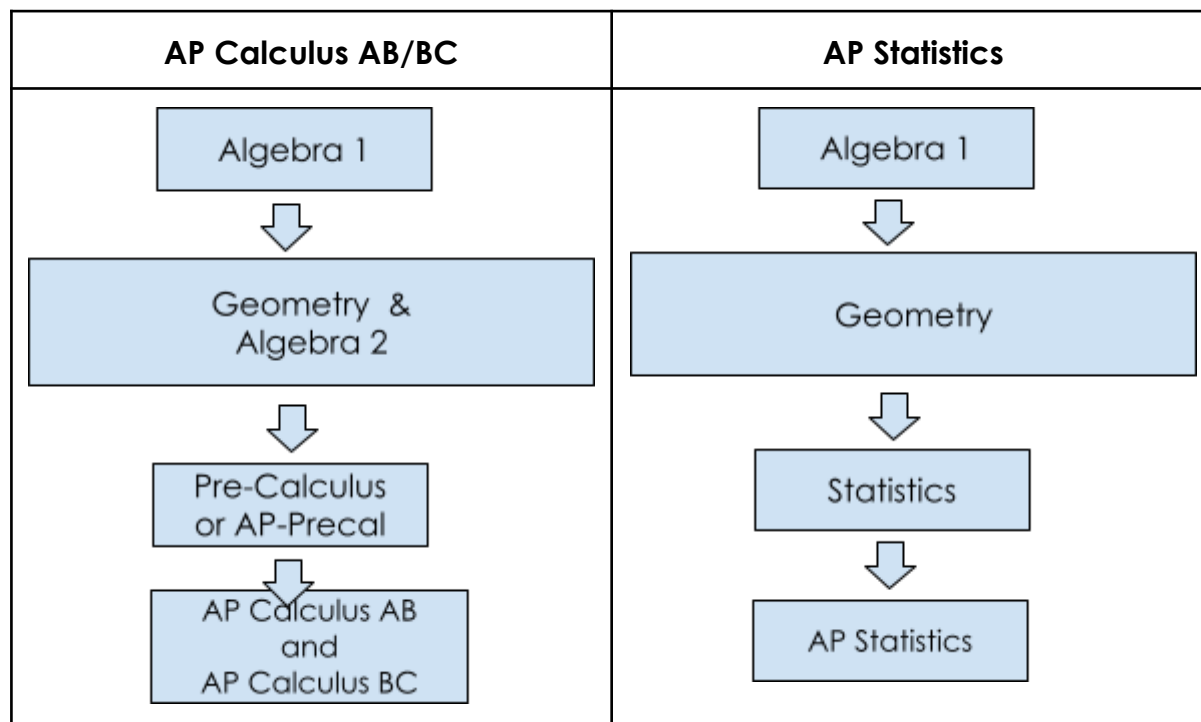 AP Calculus AB/BC
Algebra 1
Geometry &
Algebra 2
Pre-Calculus
or AP-Precal
AP Calculus AB
and
AP Calculus BC
AP Statistics
Algebra 1
Geometry
Statistics
AP Statistics